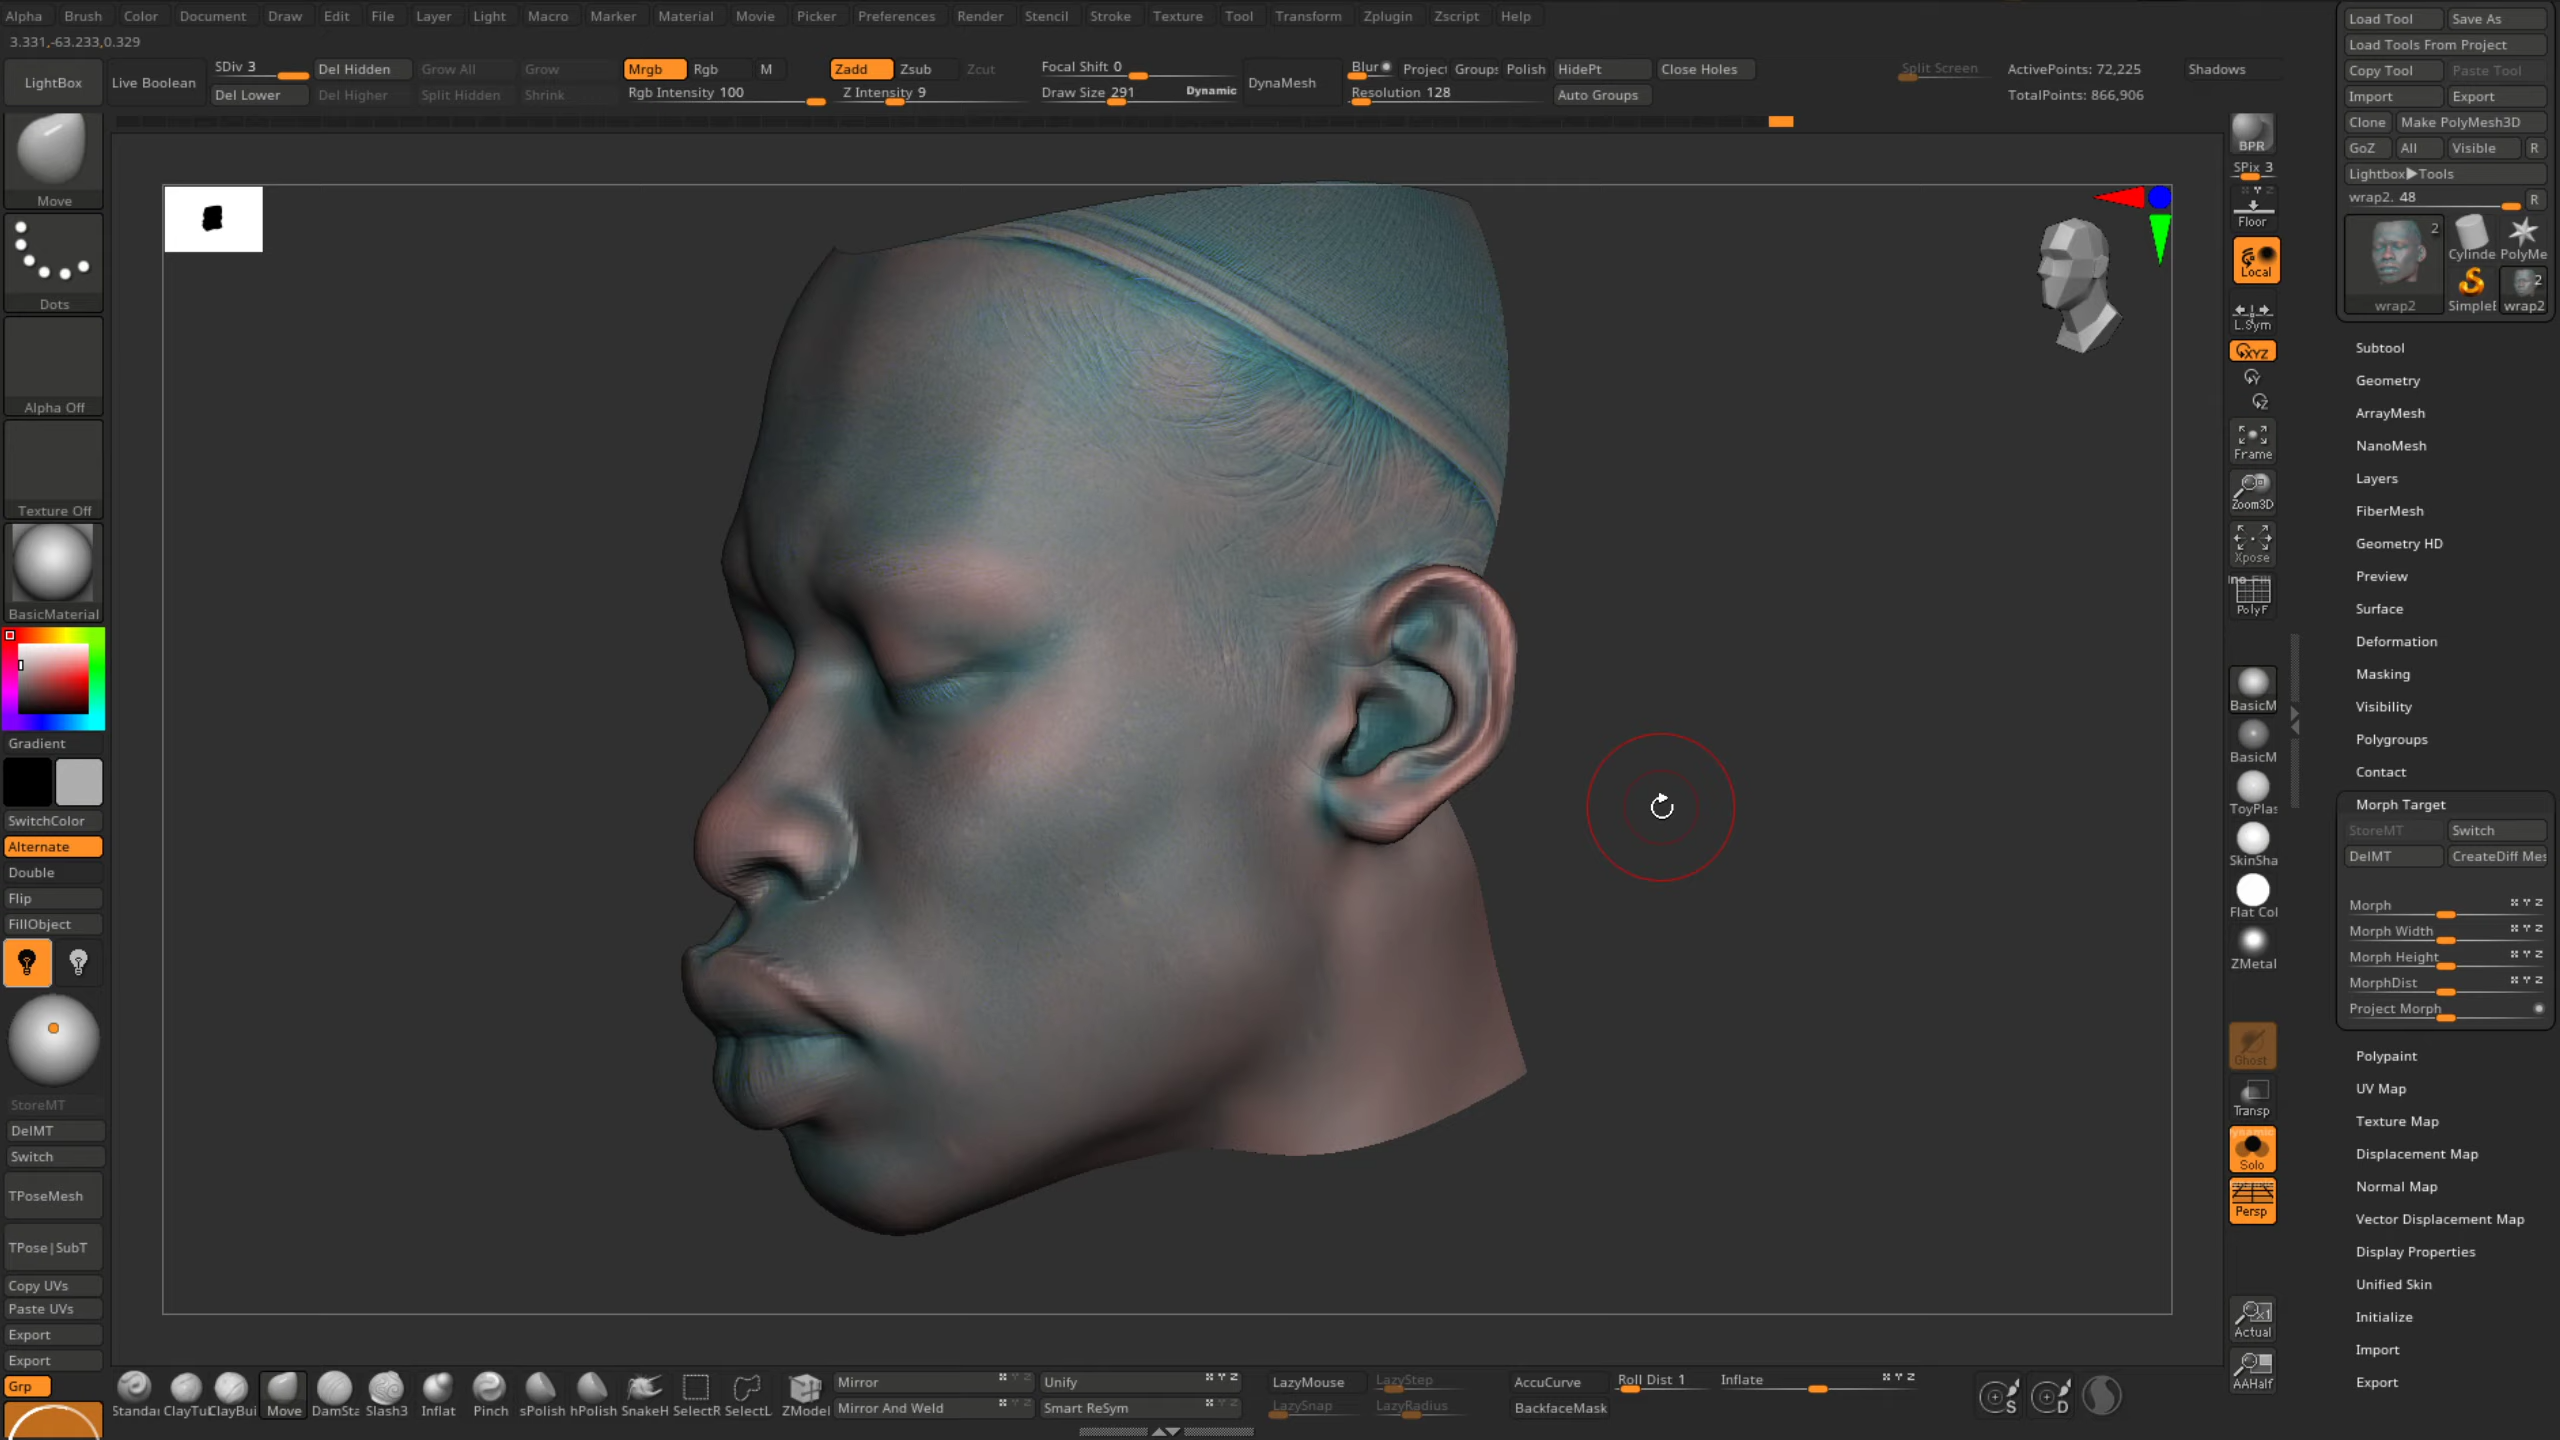 Alpha Brush Color Document Draw Edit File Layer Light Macro Marker Material Movie Picker Preferences Render Stencil Stroke Texture Tool Transform Zplugin Zscript Help
3.331,-63.233,0.329
LightBox
Live Boolean
SDiv 3
Del Lower
Del Hidden
Del Higher
Grow All
Split Hidden
Grow
Shrink
Mrgb Rgb M
Rgb Intensity 100
Zadd Zsub Zcut
Z Intensity 9
Focal Shift 0
Draw Size 291
Dynamic
DynaMesh
Blur Project Groups Polish
Resolution 128
HidePt
Auto Groups
Close Holes
Split Screen
ActivePoints: 72,225
TotalPoints: 866,906
Shadows
Move
Dots
Alpha Off
Texture Off
BasicMaterial
Gradient
SwitchColor
Alternate
Double
Flip
FillObject
StoreMT
DelMT
Switch
TPoseMesh
TPose|SubT
Copy UVs
Paste UVs
Export
Export
Grp
BPR
SPix 3
Floor
Local
L.Sym
XYZ
Y
Z
Frame
Zoom3D
Xpose
PolyF
BasicM
BasicM
ToyPlas
SkinSha
Flat Col
ZMetal
Ghost
Transp
Solo
Persp
Actual
AAHalf
Load Tool Save As
Load Tools From Project
Copy Tool Paste Tool
Import Export
Clone Make PolyMesh3D
GoZ All Visible R
Lightbox▶Tools
wrap2. 48 R
2
Cylinde PolyMe
2
wrap2 SimpleE wrap2
Subtool
Geometry
ArrayMesh
NanoMesh
Layers
FiberMesh
Geometry HD
Preview
Surface
Deformation
Masking
Visibility
Polygroups
Contact
Morph Target
StoreMT Switch
DelMT CreateDiff Mes
Morph X Y Z
Morph Width X Y Z
Morph Height X Y Z
MorphDist X Y Z
Project Morph
Polypaint
UV Map
Texture Map
Displacement Map
Normal Map
Vector Displacement Map
Display Properties
Unified Skin
Initialize
Import
Export
Standar ClayTu ClayBui Move DamSta Slash3 Inflat Pinch sPolish hPolish SnakeH SelectR SelectL ZModel
Mirror X Y Z
Mirror And Weld X Y Z
Unify X Y Z
Smart ReSym X Y Z
LazyMouse
LazySnap
LazyStep
LazyRadius
AccuCurve
BackfaceMask
Roll Dist 1
Inflate X Y Z
S
D